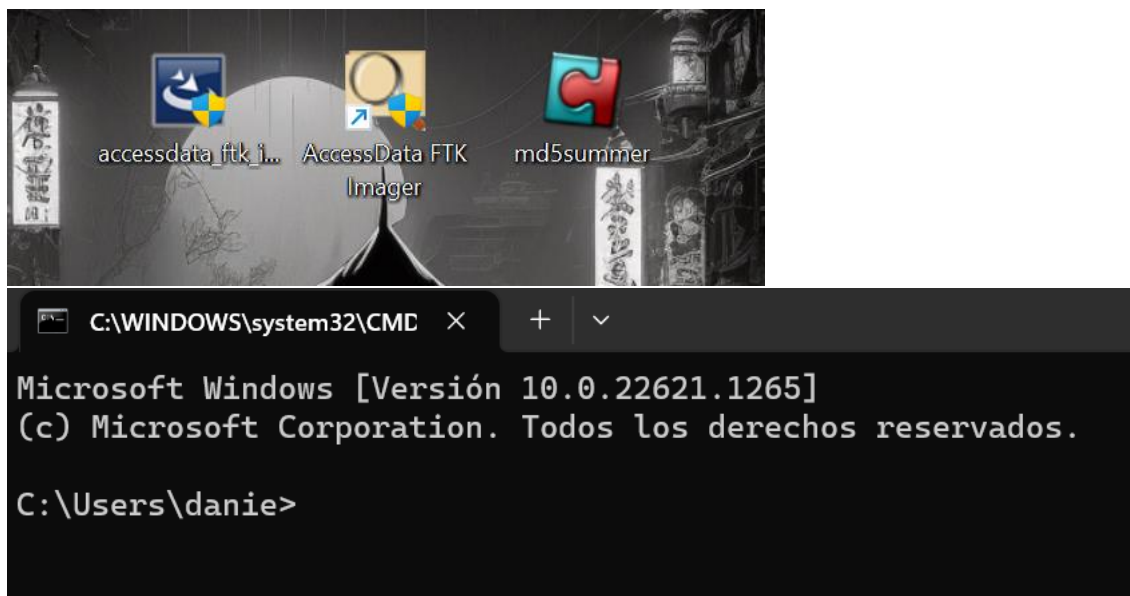 accessdata_ftk_i...
AccessData FTK
Imager
md5summer
C:\WINDOWS\system32\CMD
Microsoft Windows [Versión 10.0.22621.1265]
(c) Microsoft Corporation. Todos los derechos reservados.
C:\Users\danie>